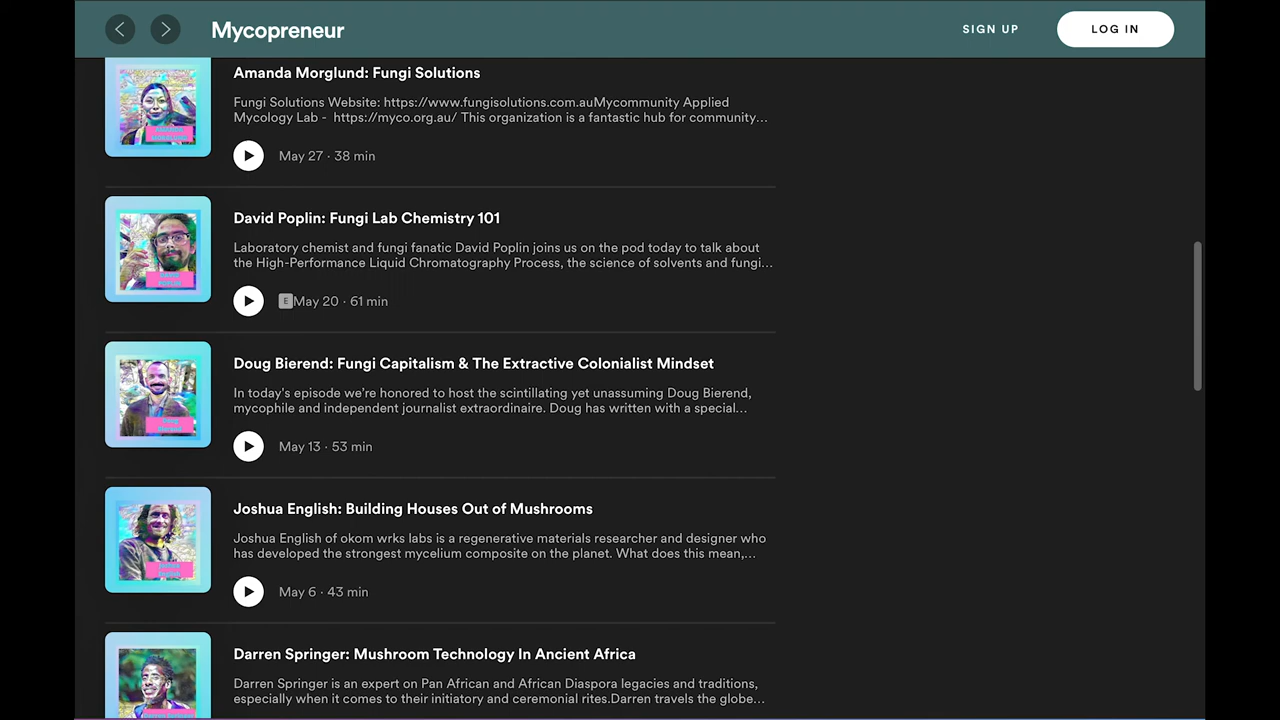 Mycopreneur
SIGN UP
LOG IN
Amanda Morglund: Fungi Solutions
Fungi Solutions Website: https://www.fungisolutions.com.auMycommunity Applied
Mycology Lab - https://myco.org.au/ This organization is a fantastic hub for community…
May 27 · 38 min
David Poplin: Fungi Lab Chemistry 101
Laboratory chemist and fungi fanatic David Poplin joins us on the pod today to talk about
the High-Performance Liquid Chromatography Process, the science of solvents and fungi…
E May 20 · 61 min
Doug Bierend: Fungi Capitalism & The Extractive Colonialist Mindset
In today's episode we're honored to host the scintillating yet unassuming Doug Bierend,
mycophile and independent journalist extraordinaire. Doug has written with a special…
May 13 · 53 min
Joshua English: Building Houses Out of Mushrooms
Joshua English of okom wrks labs is a regenerative materials researcher and designer who
has developed the strongest mycelium composite on the planet. What does this mean,…
May 6 · 43 min
Darren Springer: Mushroom Technology In Ancient Africa
Darren Springer is an expert on Pan African and African Diaspora legacies and traditions,
especially when it comes to their initiatory and ceremonial rites.Darren travels the globe…